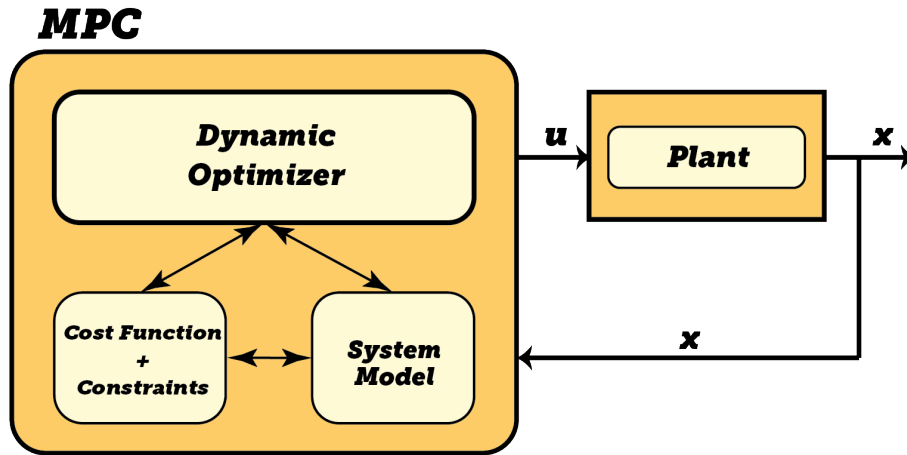 MPC
Dynamic
Optimizer
u
Plant
x
Cost Function
+
Constraints
System
Model
x